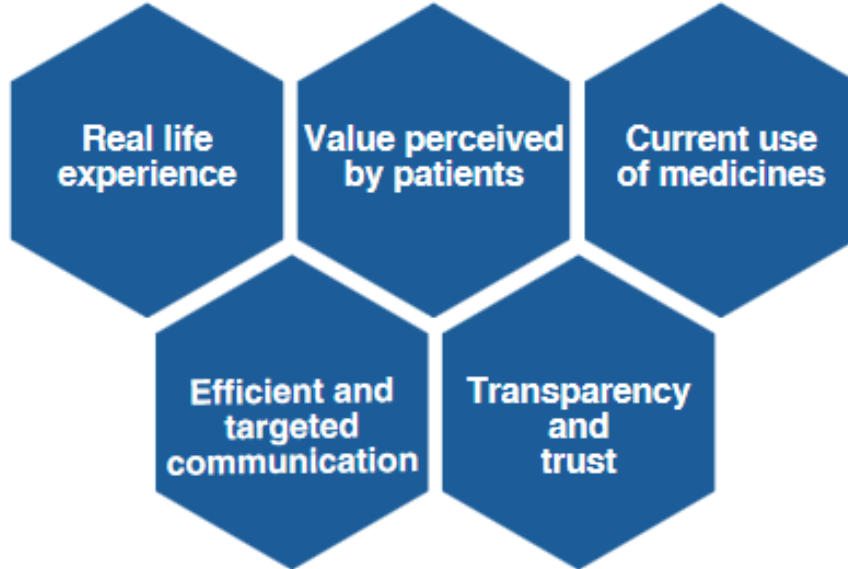 Real life
experience
Value perceived
by patients
Current use
of medicines
Efficient and
targeted
communication
Transparency
and
trust